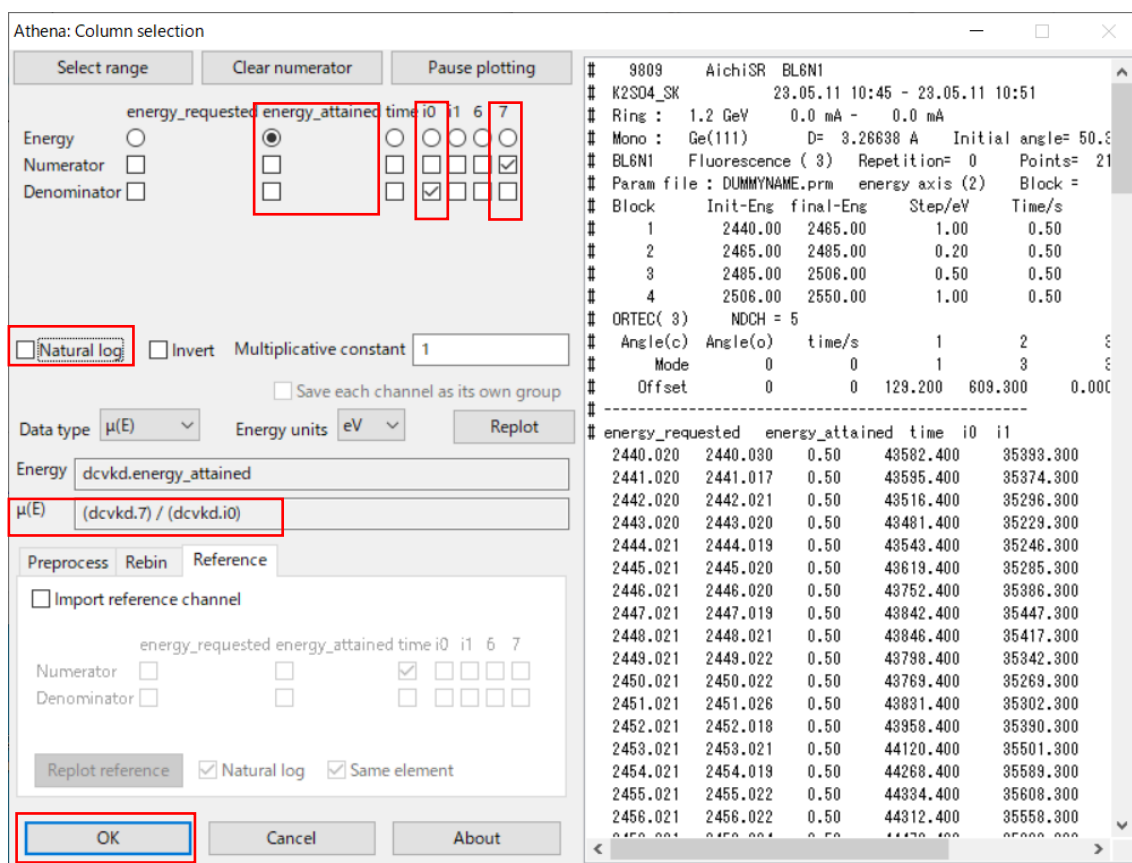 Athena: Column selection
Select range Clear numerator Pause plotting
energy_requested energy_attained time i0 i1 6 7
Energy
Numerator
Denominator
Natural log Invert Multiplicative constant 1
Save each channel as its own group
Data type μ(E) Energy units eV Replot
Energy dcvkd.energy_attained
μ(E) (dcvkd.7) / (dcvkd.i0)
Preprocess Rebin Reference
Import reference channel
energy_requested energy_attained time i0 i1 6 7
Numerator
Denominator
Replot reference Natural log Same element
OK Cancel About
# 9809 AichiSR BL6N1
# K2SO4_SK 23.05.11 10:45 - 23.05.11 10:51
# Ring : 1.2 GeV 0.0 mA - 0.0 mA
# Mono : Ge(111) D= 3.26638 A Initial angle= 50.3
# BL6N1 Fluorescence ( 3) Repetition= 0 Points= 21
# Param file : DUMMYNAME.prm energy axis (2) Block =
# Block Init-Eng final-Eng Step/eV Time/s
# 1 2440.00 2465.00 1.00 0.50
# 2 2465.00 2485.00 0.20 0.50
# 3 2485.00 2506.00 0.50 0.50
# 4 2506.00 2550.00 1.00 0.50
# ORTEC( 3) NDCH = 5
# Angle(c) Angle(o) time/s 1 2
# Mode 0 0 1 3
# Offset 0 0 129.200 609.300 0.000
# ----------------------------------------------------
# energy_requested energy_attained time i0 i1
2440.020 2440.030 0.50 43582.400 35393.300
2441.020 2441.017 0.50 43595.400 35374.300
2442.020 2442.021 0.50 43516.400 35296.300
2443.020 2443.020 0.50 43481.400 35229.300
2444.021 2444.019 0.50 43543.400 35246.300
2445.021 2445.020 0.50 43619.400 35285.300
2446.021 2446.020 0.50 43752.400 35386.300
2447.021 2447.019 0.50 43842.400 35447.300
2448.021 2448.021 0.50 43846.400 35417.300
2449.021 2449.022 0.50 43798.400 35342.300
2450.021 2450.022 0.50 43769.400 35269.300
2451.021 2451.026 0.50 43831.400 35302.300
2452.021 2452.018 0.50 43958.400 35390.300
2453.021 2453.021 0.50 44120.400 35501.300
2454.021 2454.019 0.50 44268.400 35589.300
2455.021 2455.022 0.50 44334.400 35608.300
2456.021 2456.022 0.50 44312.400 35558.300